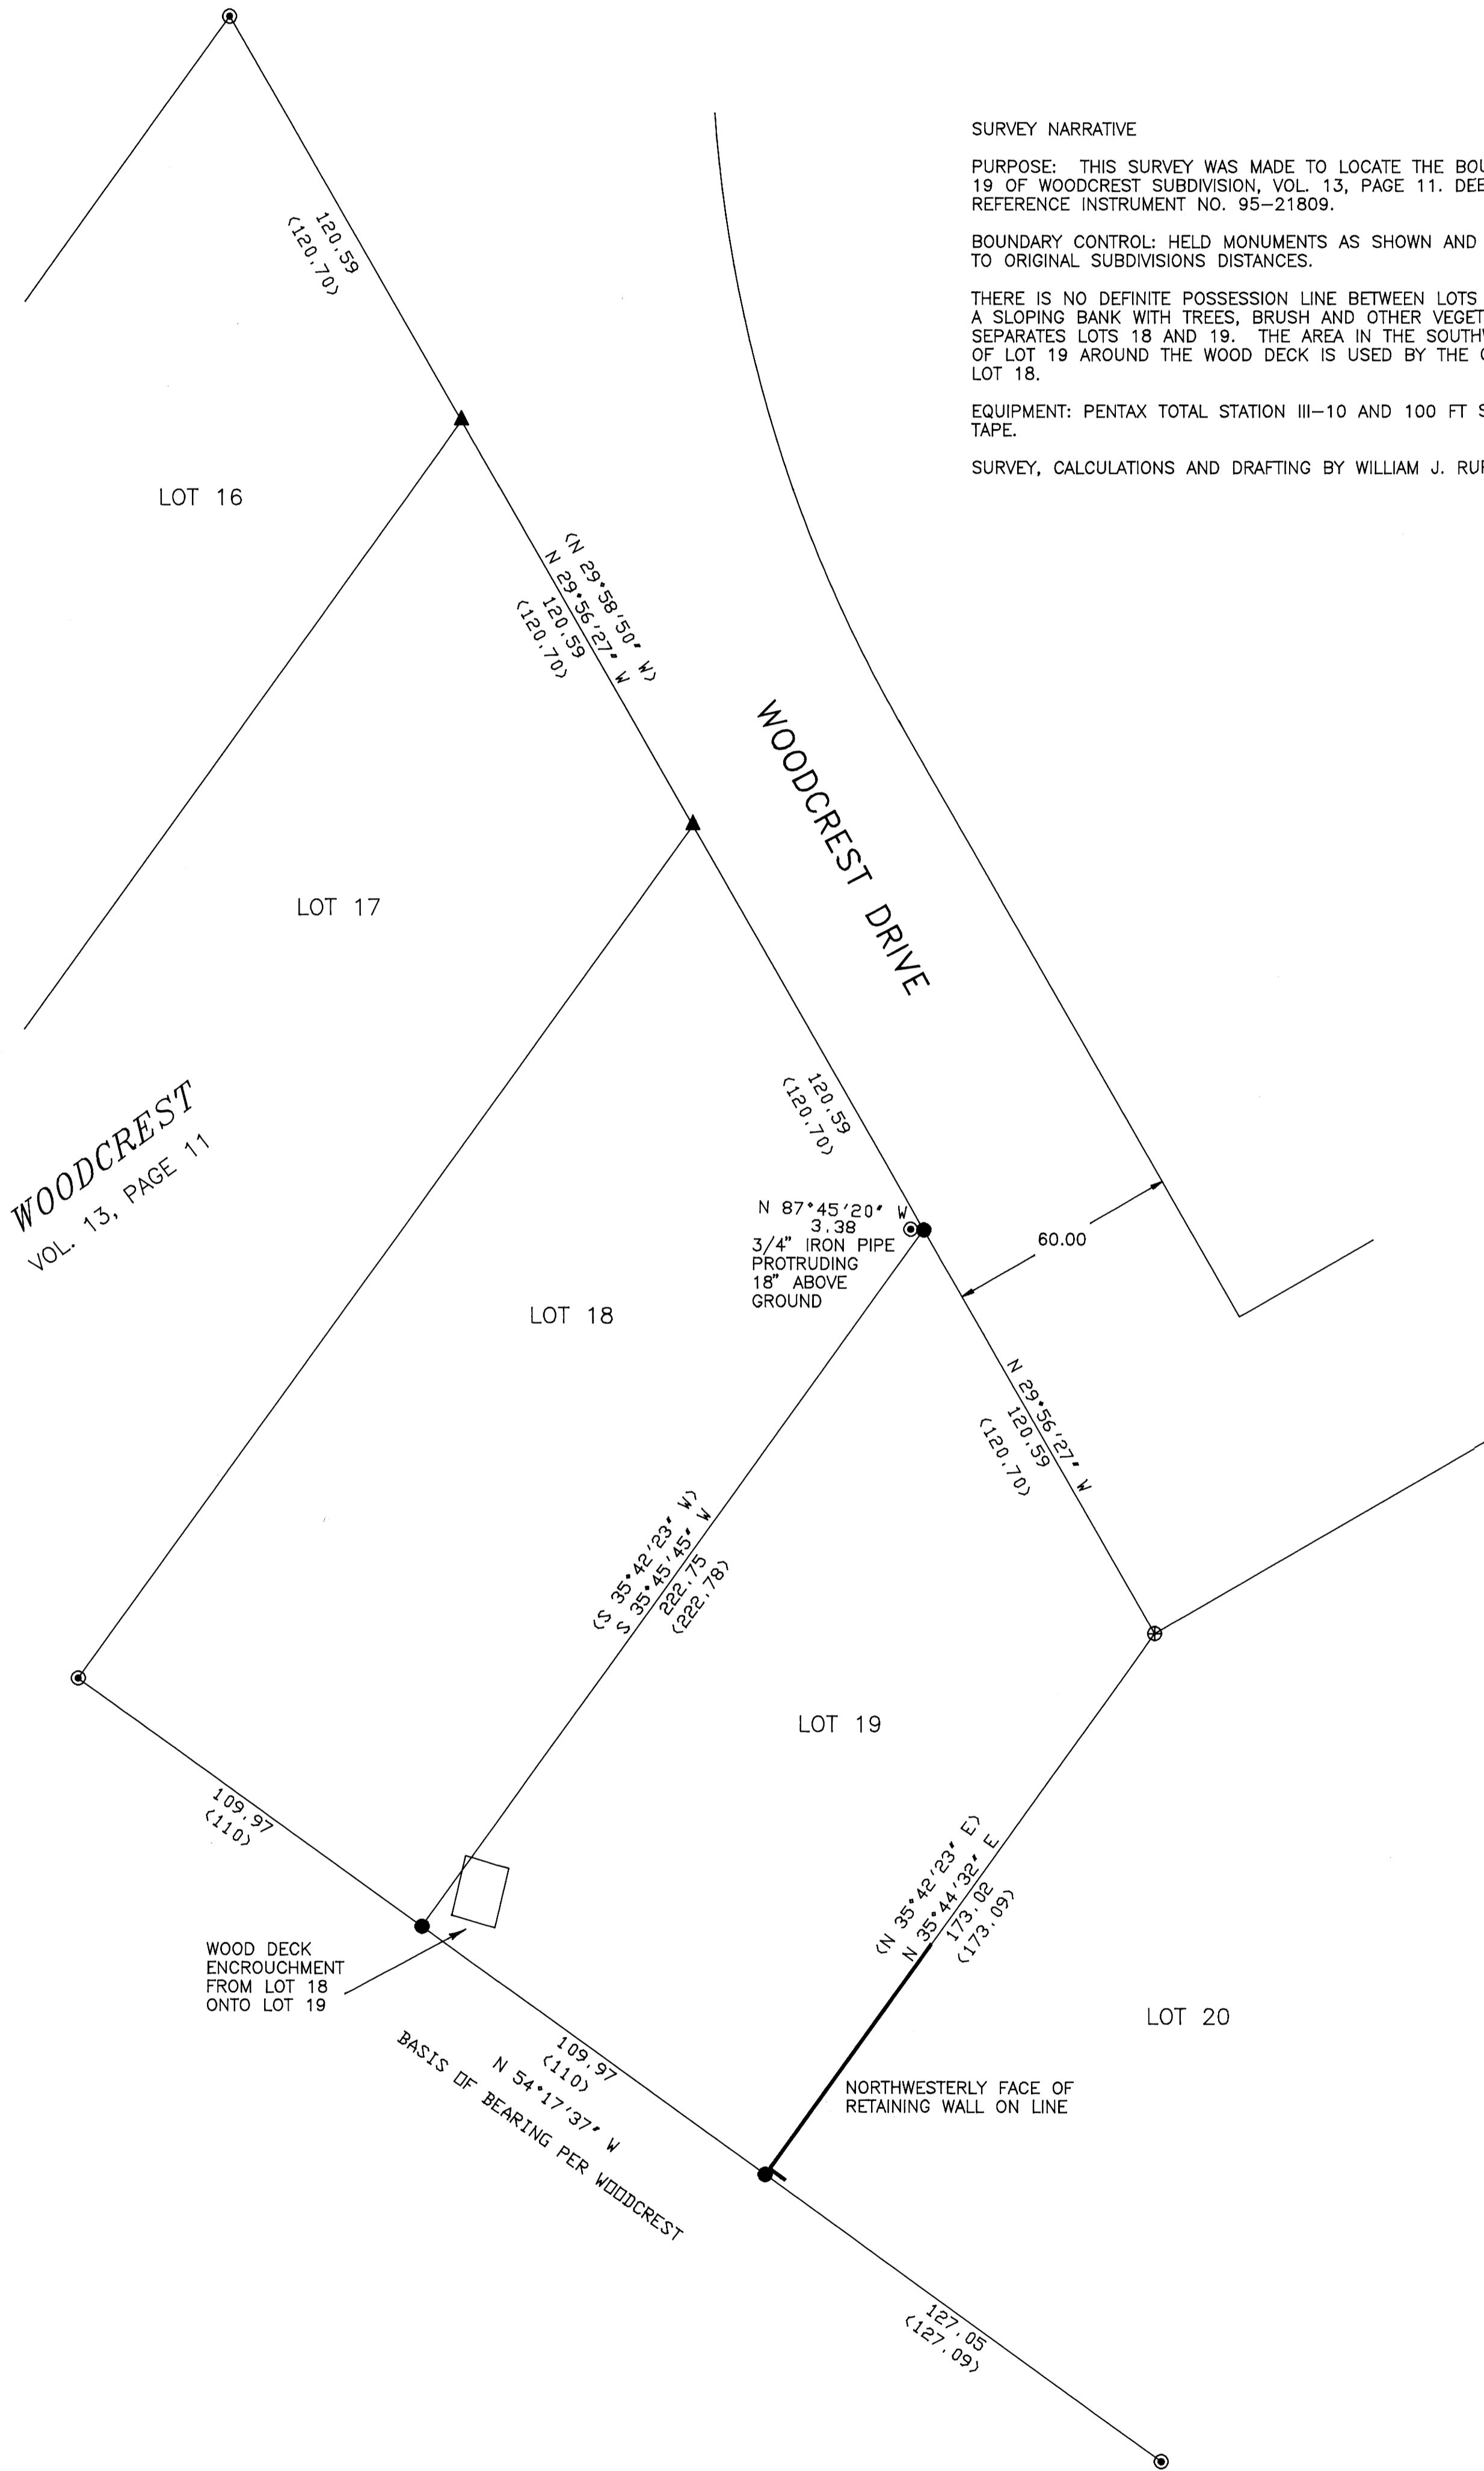 SURVEY NARRATIVE
PURPOSE: THIS SURVEY WAS MADE TO LOCATE THE BOU
19 OF WOODCREST SUBDIVISION, VOL. 13, PAGE 11. DEE
REFERENCE INSTRUMENT NO. 95-21809.
BOUNDARY CONTROL: HELD MONUMENTS AS SHOWN AND
TO ORIGINAL SUBDIVISIONS DISTANCES.
THERE IS NO DEFINITE POSSESSION LINE BETWEEN LOTS
A SLOPING BANK WITH TREES, BRUSH AND OTHER VEGET
SEPARATES LOTS 18 AND 19. THE AREA IN THE SOUTHW
OF LOT 19 AROUND THE WOOD DECK IS USED BY THE O
LOT 18.
EQUIPMENT: PENTAX TOTAL STATION III-10 AND 100 FT S
TAPE.
SURVEY, CALCULATIONS AND DRAFTING BY WILLIAM J. RUF
120.59
(120.70)
LOT 16
(N 29°58'50" W)
N 29°56'27" W
120.59
(120.70)
WOODCREST DRIVE
LOT 17
120.59
(120.70)
WOODCREST
VOL. 13, PAGE 11
N 87°45'20" W
3.38
3/4" IRON PIPE
PROTRUDING
18" ABOVE
GROUND
60.00
LOT 18
N 29°56'27" W
120.59
(120.70)
(S 35°42'23" W)
S 35°45'45" W
222.75
(222.78)
LOT 19
109.97
(110)
(N 35°42'23" E)
N 35°44'32" E
173.02
(173.09)
WOOD DECK
ENCROUCHMENT
FROM LOT 18
ONTO LOT 19
LOT 20
109.97
(110)
N 54°17'37" W
BASIS OF BEARING PER WOODCREST
NORTHWESTERLY FACE OF
RETAINING WALL ON LINE
127.05
(127.09)